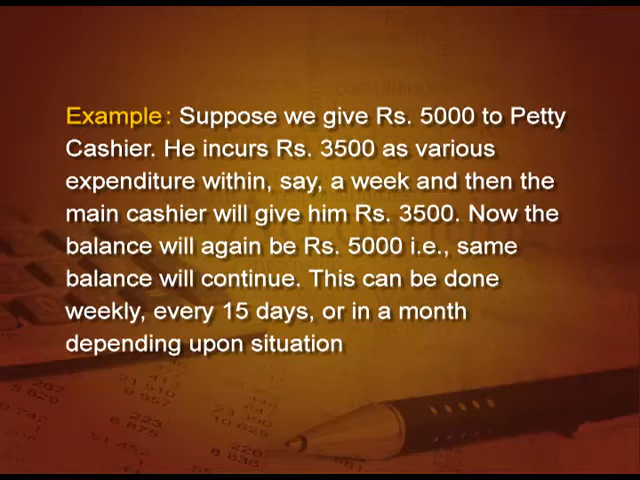 Example: Suppose we give Rs. 5000 to Petty
Cashier. He incurs Rs. 3500 as various
expenditure within, say, a week and then the
main cashier will give him Rs. 3500. Now the
balance will again be Rs. 5000 i.e., same
balance will continue. This can be done
weekly, every 15 days, or in a month
depending upon situation